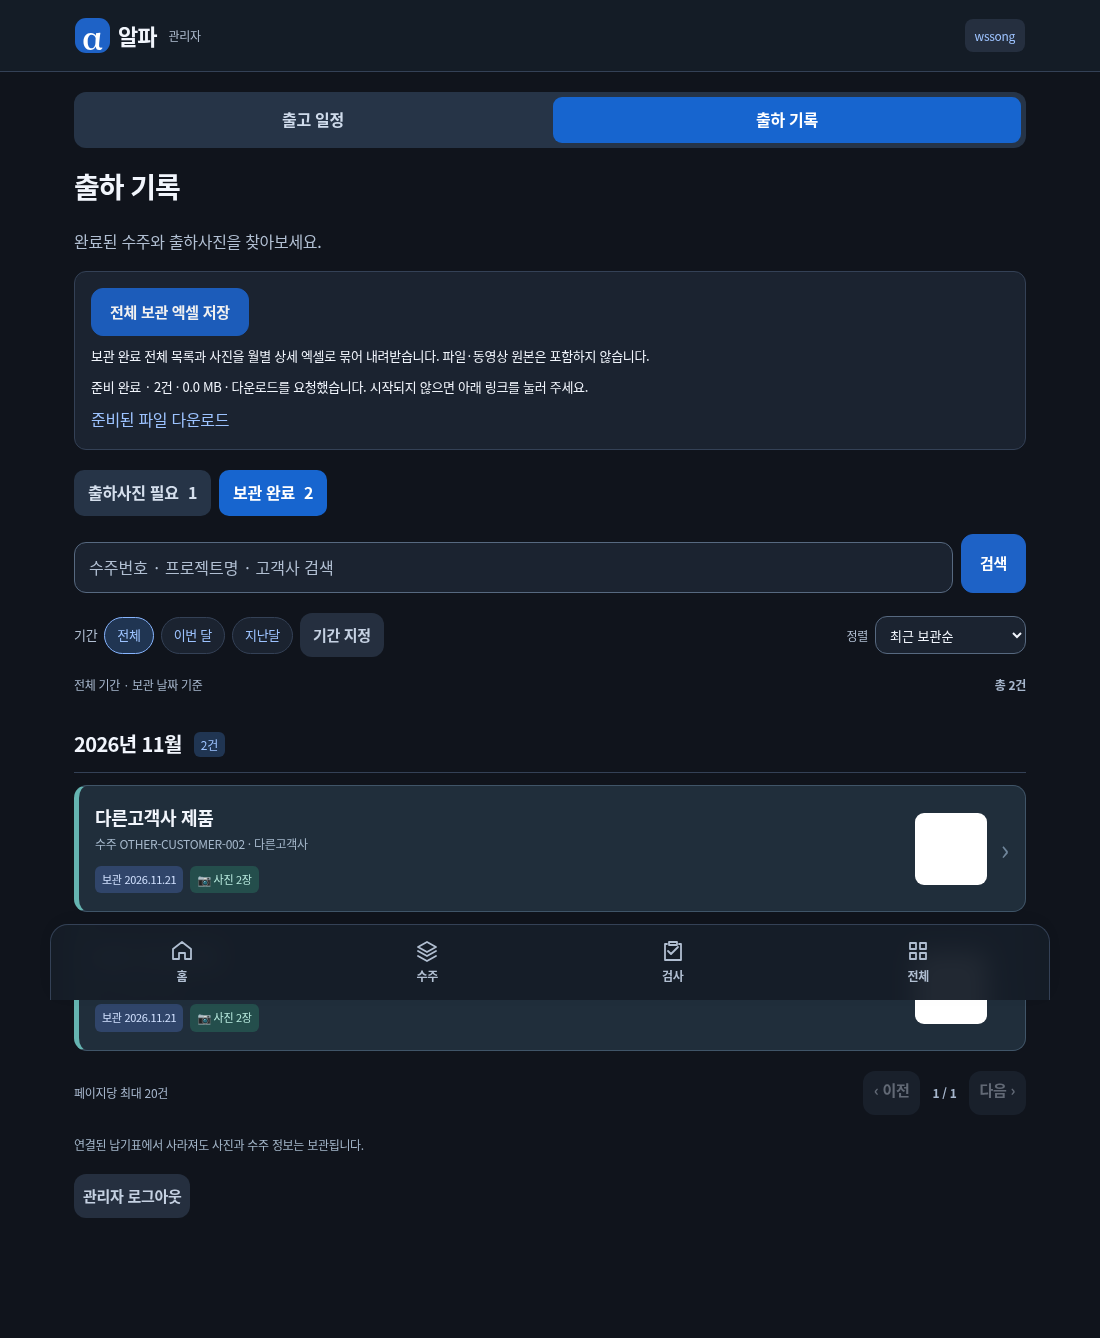 α 알파 관리자
wssong
출고 일정
출하 기록
출하 기록
완료된 수주와 출하사진을 찾아보세요.
전체 보관 엑셀 저장
보관 완료 전체 목록과 사진을 월별 상세 엑셀로 묶어 내려받습니다. 파일·동영상 원본은 포함하지 않습니다.
준비 완료 · 2건 · 0.0 MB · 다운로드를 요청했습니다. 시작되지 않으면 아래 링크를 눌러 주세요.
준비된 파일 다운로드
출하사진 필요 1
보관 완료 2
수주번호 · 프로젝트명 · 고객사 검색
검색
기간 전체 이번 달 지난달 기간 지정
정렬 최근 보관순
전체 기간 · 보관 날짜 기준
총 2건
2026년 11월 2건
다른고객사 제품
수주 OTHER-CUSTOMER-002 · 다른고객사
보관 2026.11.21 📷 사진 2장
›
홈 수주 검사 전체
보관 2026.11.21 📷 사진 2장
페이지당 최대 20건
‹ 이전 1 / 1 다음 ›
연결된 납기표에서 사라져도 사진과 수주 정보는 보관됩니다.
관리자 로그아웃